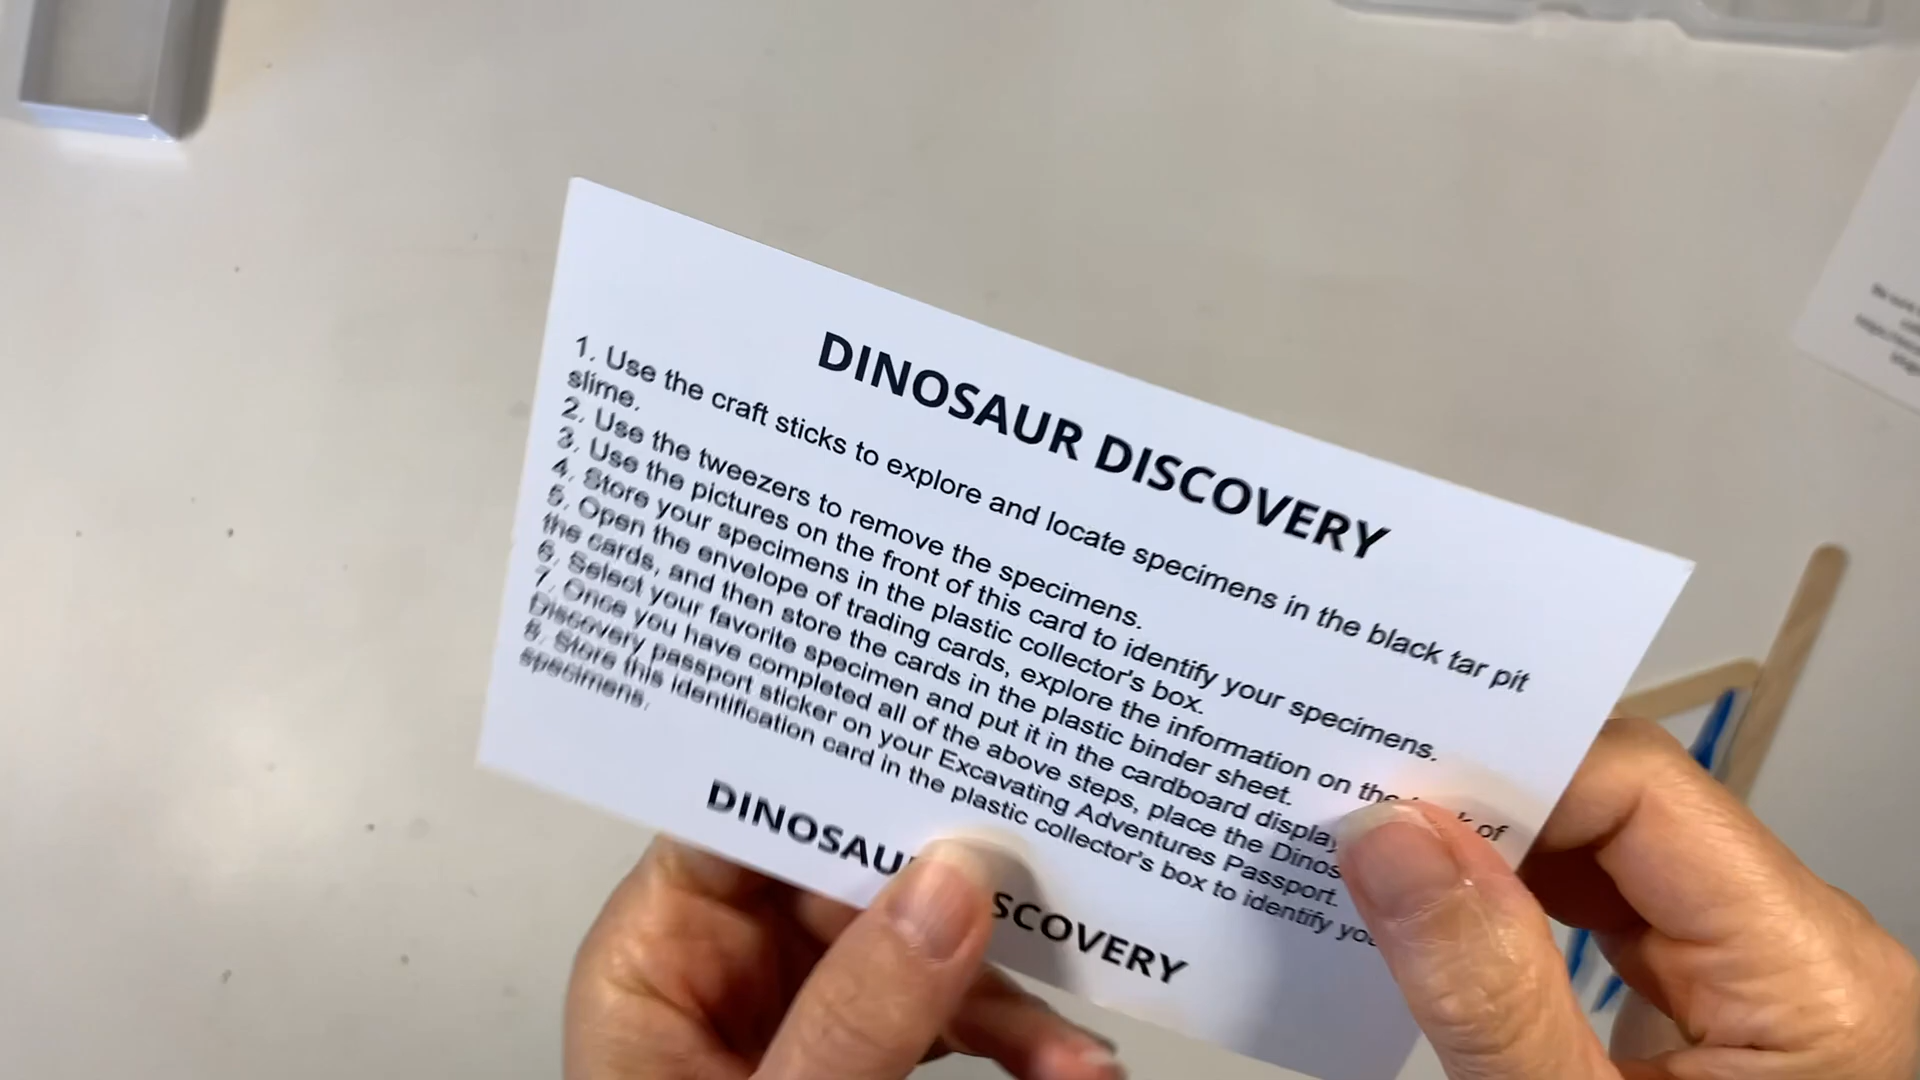 DINOSAUR DISCOVERY
1. Use the craft sticks to explore and locate specimens in the black tar pit
slime.
2. Use the tweezers to remove the specimens.
3. Use the pictures on the front of this card to identify your specimens.
4. Store your specimens in the plastic collector's box.
5. Open the envelope of trading cards, explore the information on the of
the cards, and then store the cards in the plastic binder sheet.
6. Select your favorite specimen and put it in the cardboard display
7. Once you have completed all of the above steps, place the Dinos
Discovery passport sticker on your Excavating Adventures Passport.
8. Store this identification card in the plastic collector's box to identify you
specimens.
DINOSAU SCOVERY